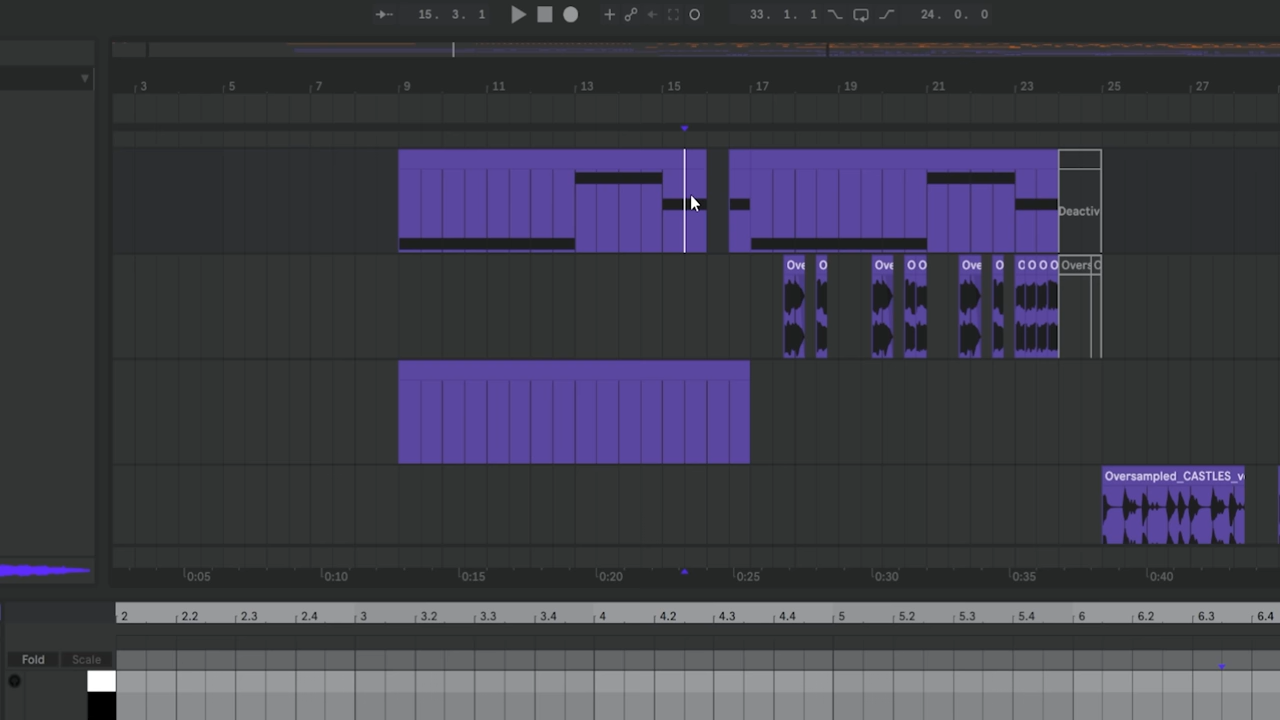 15. 3. 1
33. 1. 1
24. 0. 0
3 5 7 9 11 13 15 17 19 21 23 25 27
Deactiv
Ove O Ove O O Ove O O O O O Overs O
Oversampled_CASTLES_v
0:05 0:10 0:15 0:20 0:25 0:30 0:35 0:40
2 2.2 2.3 2.4 3 3.2 3.3 3.4 4 4.2 4.3 4.4 5 5.2 5.3 5.4 6 6.2 6.3 6.4
Fold Scale